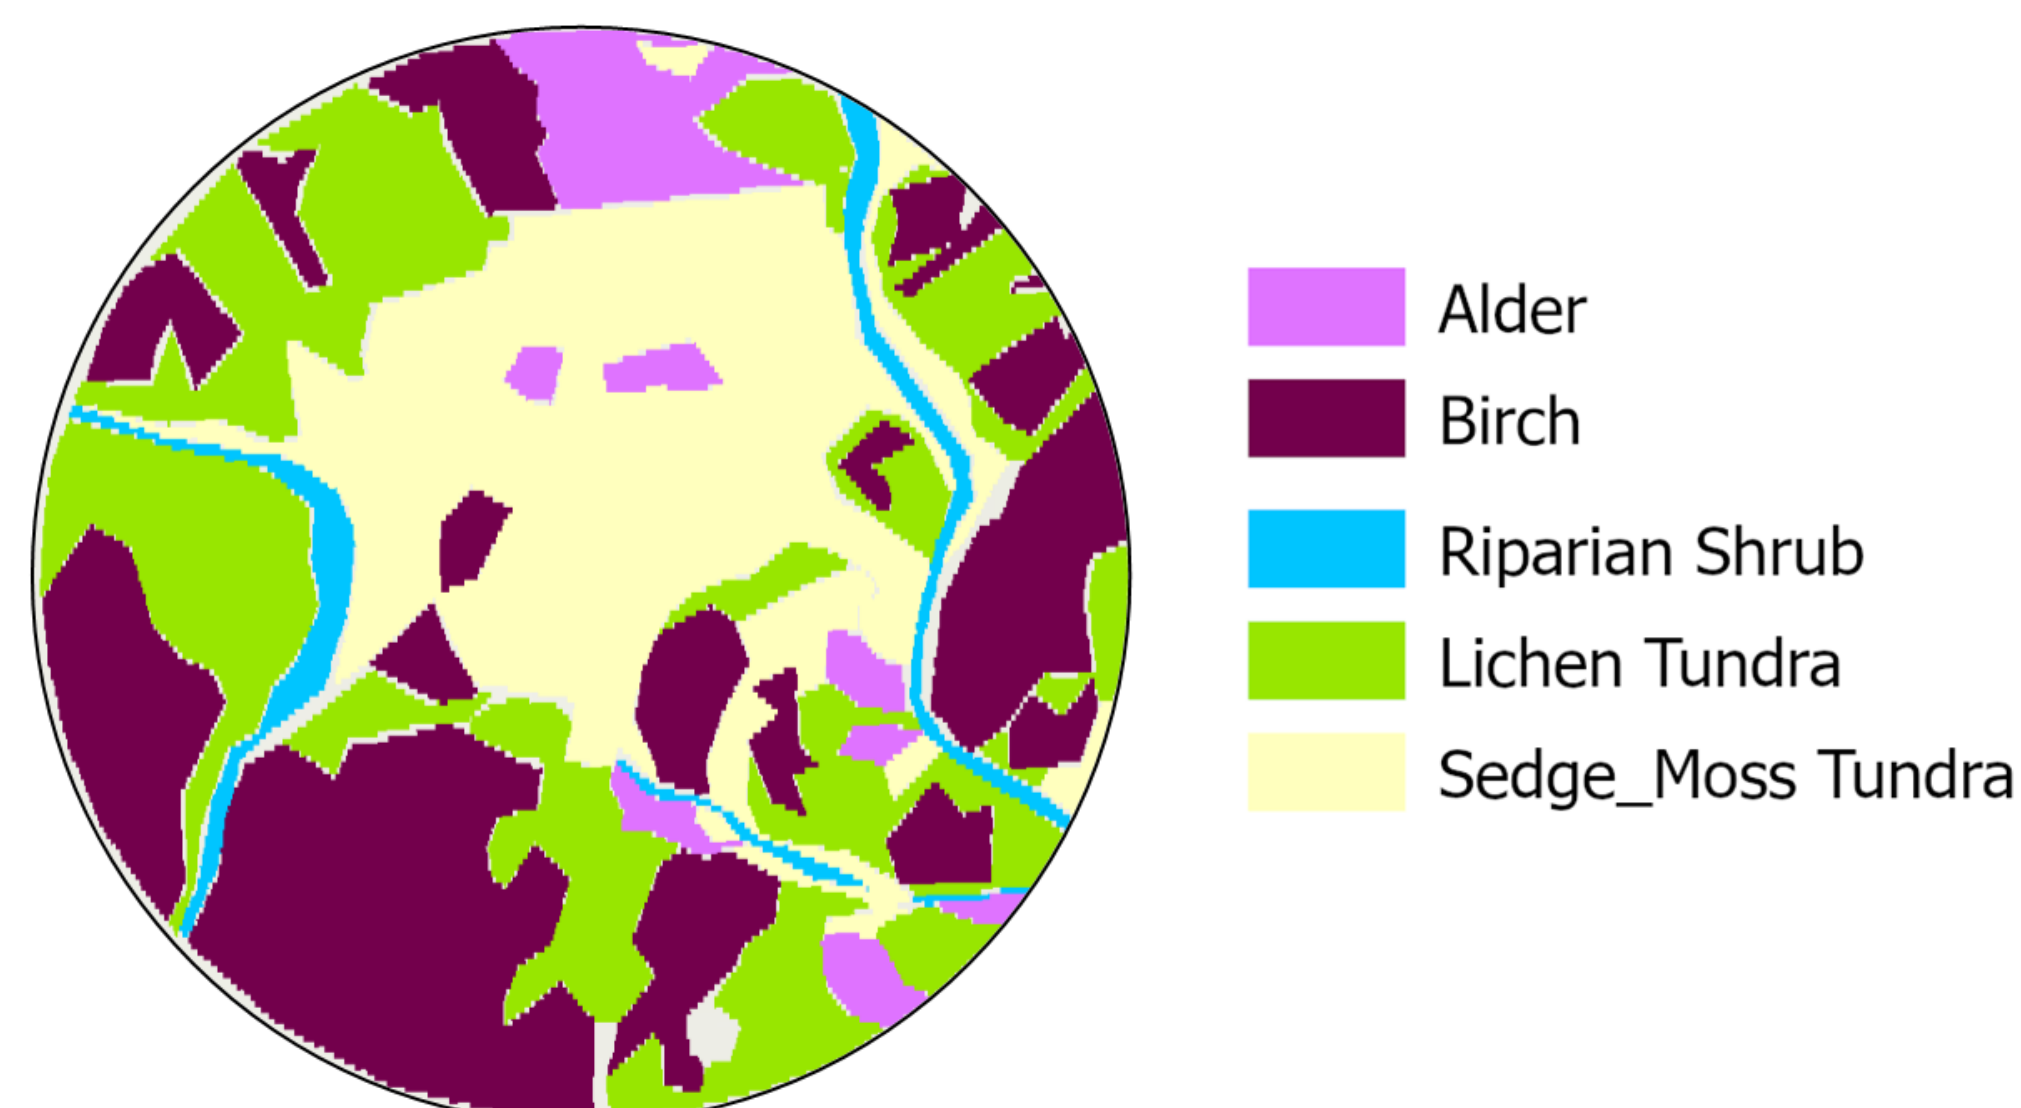 Alder
Birch
Riparian Shrub
Lichen Tundra
Sedge_Moss Tundra